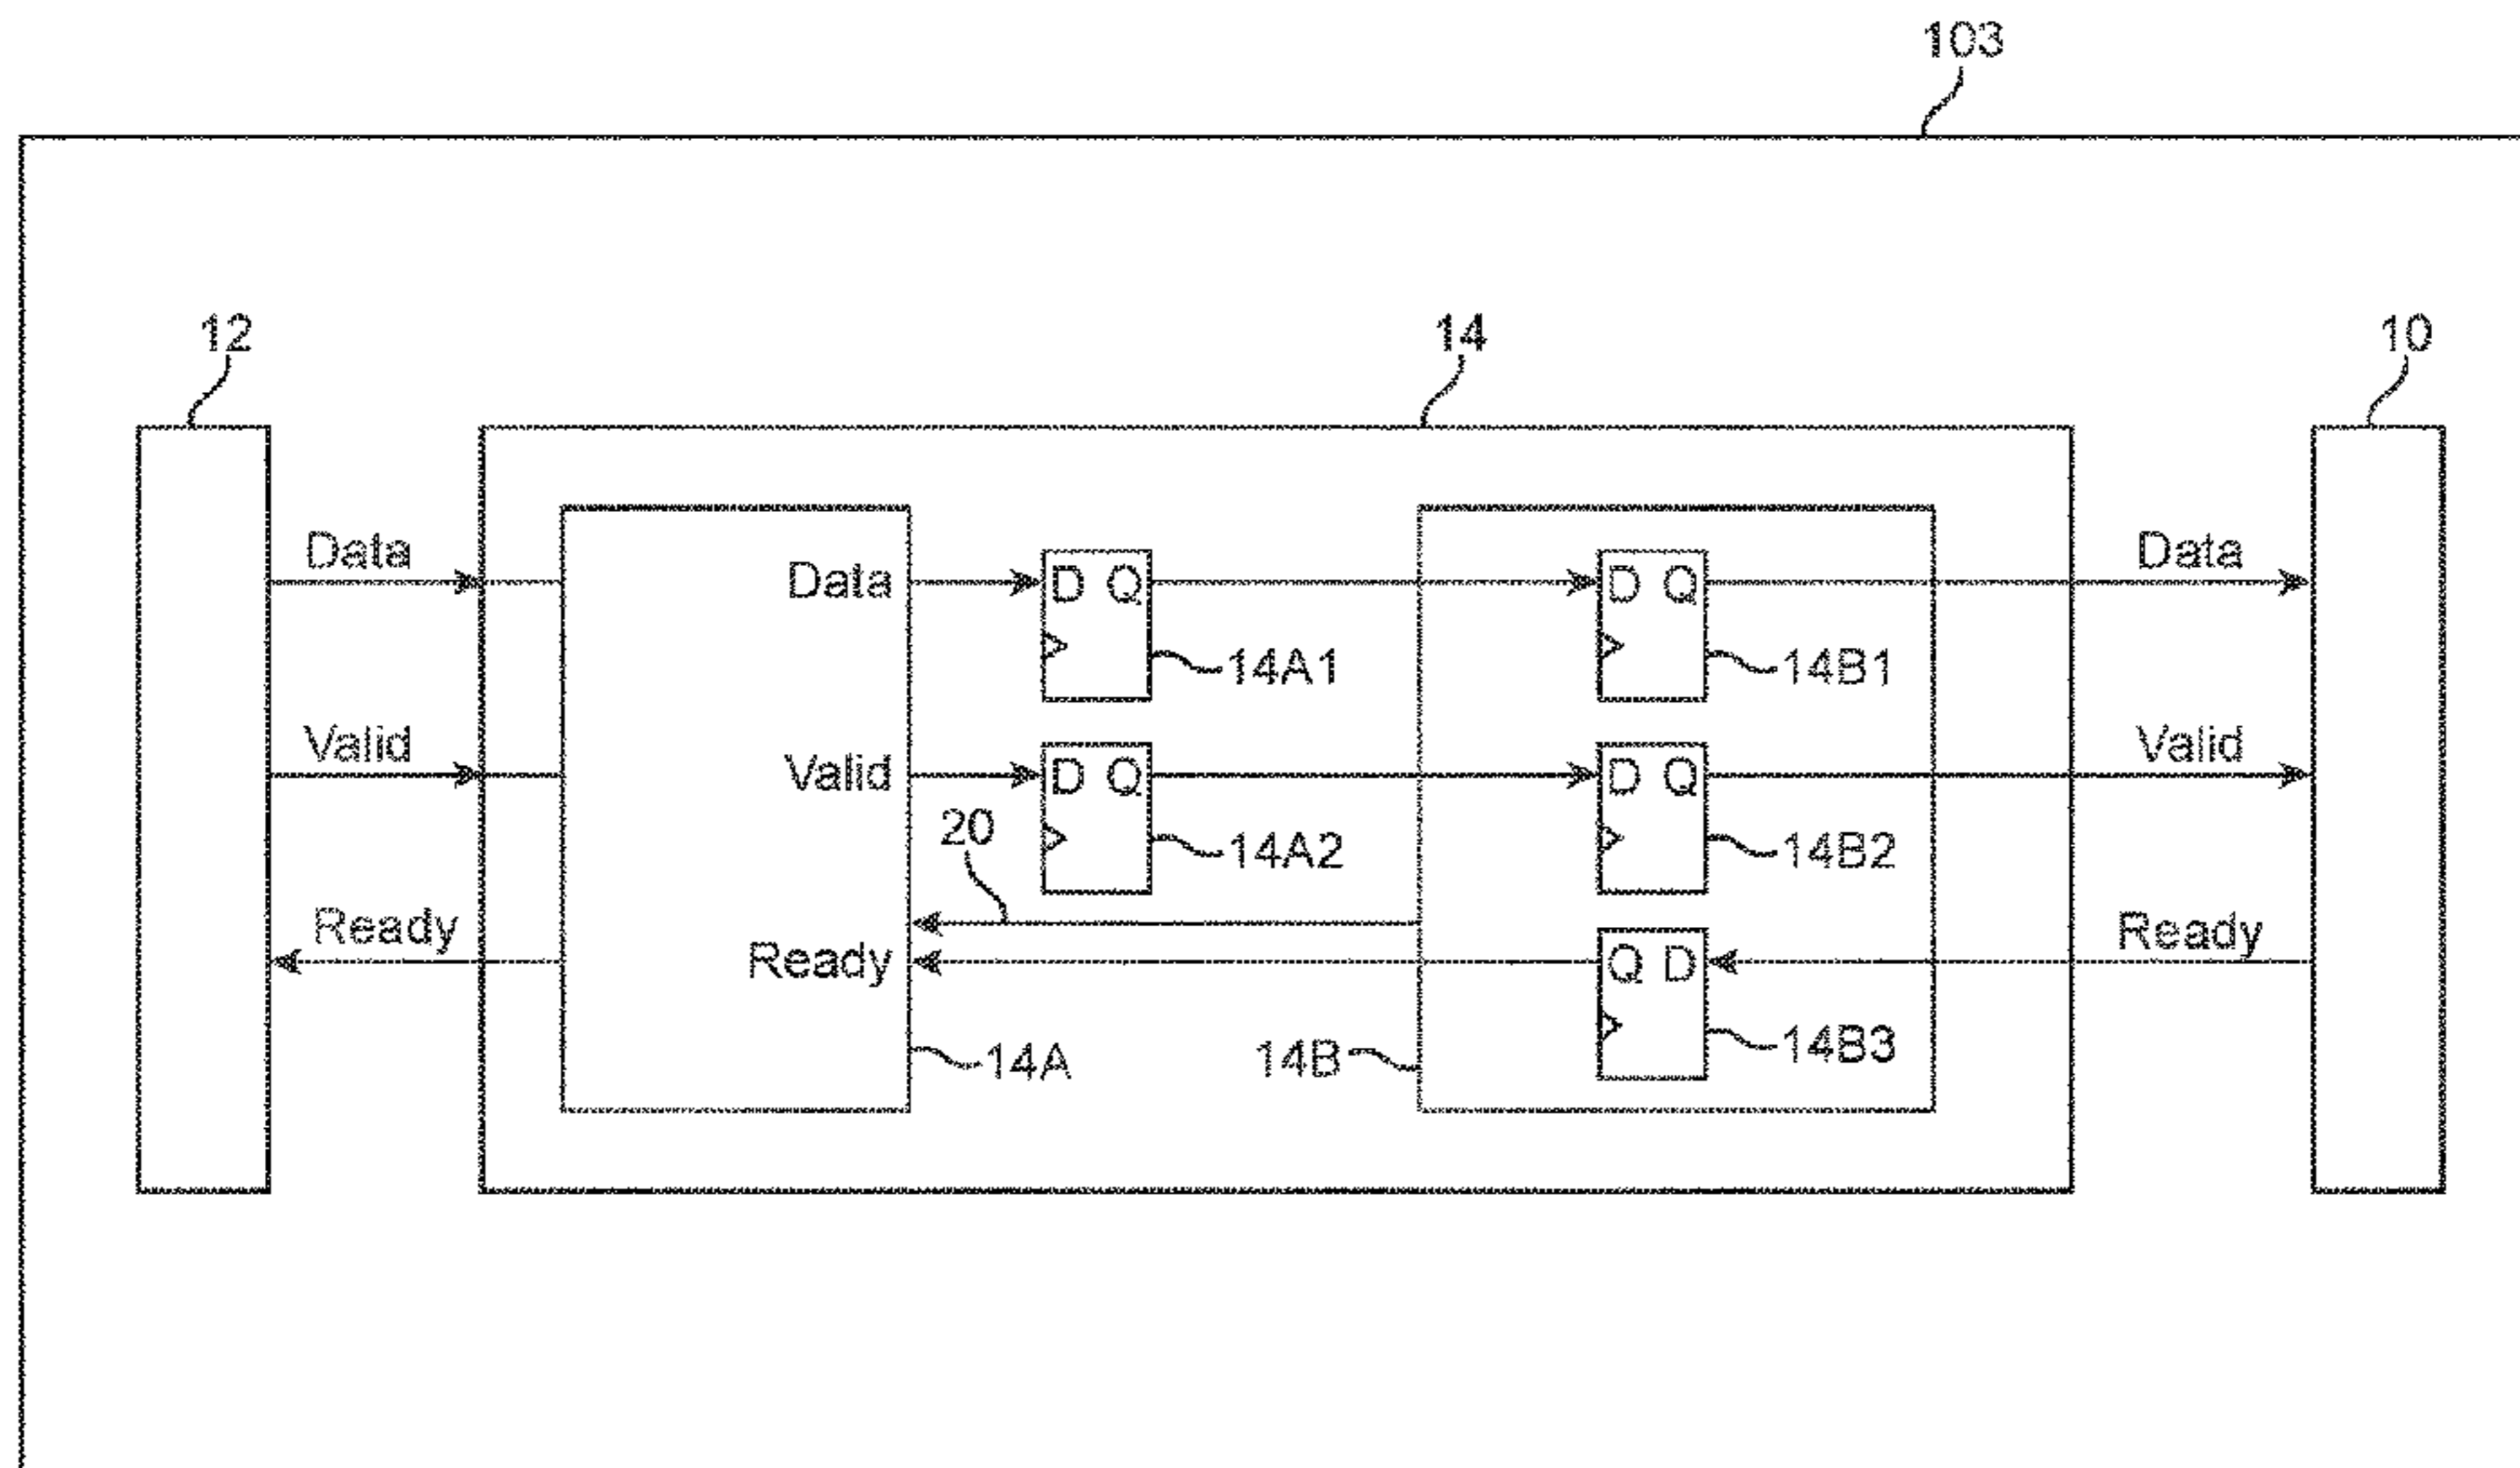 103
12
14
10
Data
Data
D Q
D Q
Data
14A1
14B1
Valid
Valid
D Q
D Q
Valid
20
14A2
14B2
Ready
Ready
Q D
Ready
14A
14B
14B3